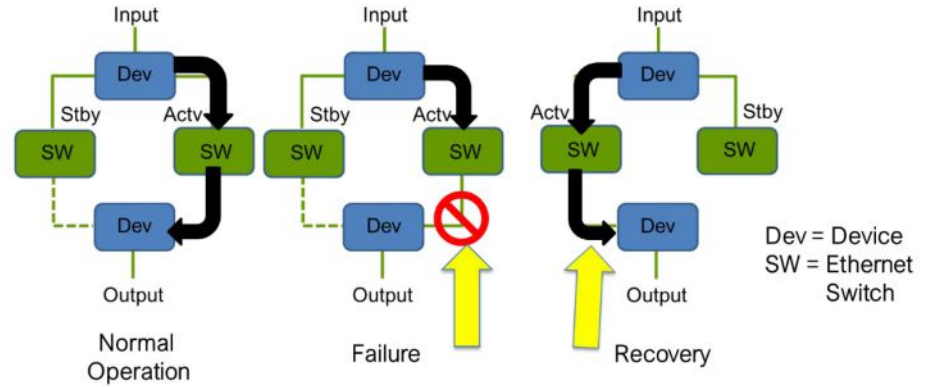 Input
Dev
Stby
Actv
SW
SW
Dev
Output
Normal
Operation
Input
Dev
Stby
Actv
SW
SW
Dev
Output
Failure
Input
Dev
Actv
Stby
SW
SW
Dev
Output
Recovery
Dev = Device
SW = Ethernet
Switch